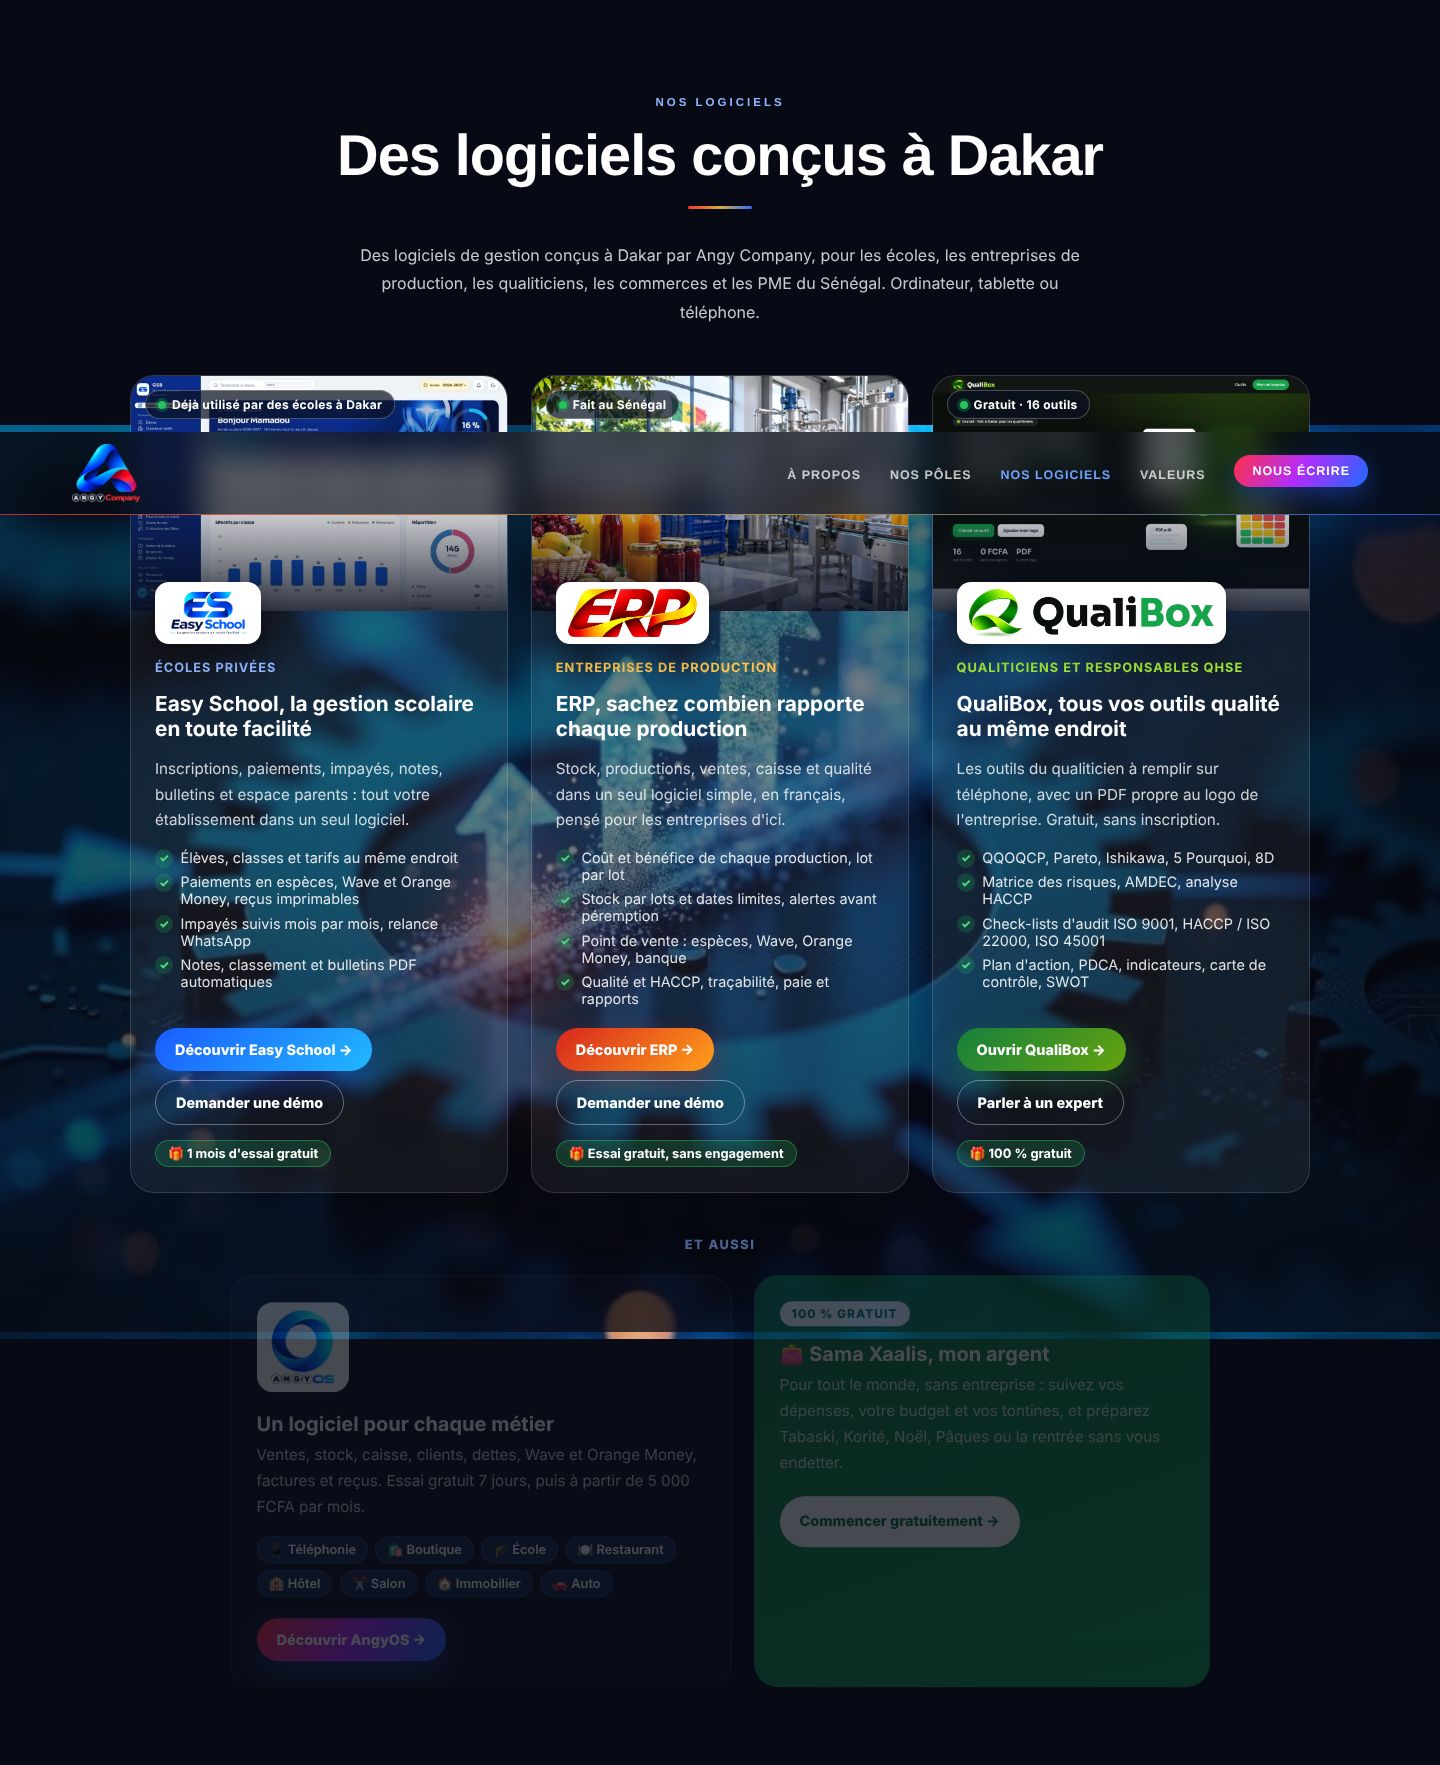 NOS LOGICIELS
Des logiciels conçus à Dakar
Des logiciels de gestion conçus à Dakar par Angy Company, pour les écoles, les entreprises de
production, les qualiticiens, les commerces et les PME du Sénégal. Ordinateur, tablette ou
téléphone.
Déjà utilisé par des écoles à Dakar
Bonjour Mamadou
16 %
Fait au Sénégal
QualiBox
Gratuit · 16 outils
ANGY Company
À PROPOS
NOS PÔLES
NOS LOGICIELS
VALEURS
NOUS ÉCRIRE
Effectifs par classe
Répartition
145
16
0 FCFA
PDF
ES
Easy School
ÉCOLES PRIVÉES
Easy School, la gestion scolaire
en toute facilité
Inscriptions, paiements, impayés, notes,
bulletins et espace parents : tout votre
établissement dans un seul logiciel.
Élèves, classes et tarifs au même endroit
Paiements en espèces, Wave et Orange
Money, reçus imprimables
Impayés suivis mois par mois, relance
WhatsApp
Notes, classement et bulletins PDF
automatiques
Découvrir Easy School →
Demander une démo
🎁 1 mois d'essai gratuit
ERP
ENTREPRISES DE PRODUCTION
ERP, sachez combien rapporte
chaque production
Stock, productions, ventes, caisse et qualité
dans un seul logiciel simple, en français,
pensé pour les entreprises d'ici.
Coût et bénéfice de chaque production, lot
par lot
Stock par lots et dates limites, alertes avant
péremption
Point de vente : espèces, Wave, Orange
Money, banque
Qualité et HACCP, traçabilité, paie et
rapports
Découvrir ERP →
Demander une démo
🎁 Essai gratuit, sans engagement
QualiBox
QUALITICIENS ET RESPONSABLES QHSE
QualiBox, tous vos outils qualité
au même endroit
Les outils du qualiticien à remplir sur
téléphone, avec un PDF propre au logo de
l'entreprise. Gratuit, sans inscription.
QQOQCP, Pareto, Ishikawa, 5 Pourquoi, 8D
Matrice des risques, AMDEC, analyse
HACCP
Check-lists d'audit ISO 9001, HACCP / ISO
22000, ISO 45001
Plan d'action, PDCA, indicateurs, carte de
contrôle, SWOT
Ouvrir QualiBox →
Parler à un expert
🎁 100 % gratuit
ET AUSSI
ANGYOS
Un logiciel pour chaque métier
Ventes, stock, caisse, clients, dettes, Wave et Orange Money,
factures et reçus. Essai gratuit 7 jours, puis à partir de 5 000
FCFA par mois.
📱 Téléphonie
🛍️ Boutique
🎓 École
🍽️ Restaurant
🏨 Hôtel
✂️ Salon
🏠 Immobilier
🚗 Auto
Découvrir AngyOS →
100 % GRATUIT
👛 Sama Xaalis, mon argent
Pour tout le monde, sans entreprise : suivez vos
dépenses, votre budget et vos tontines, et préparez
Tabaski, Korité, Noël, Pâques ou la rentrée sans vous
endetter.
Commencer gratuitement →